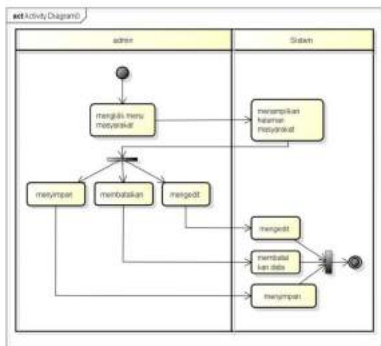 act Activity Diagram0
admin
Sistem
mengklik menu
masyarakat
menampilkan
halaman
masyarakat
menyimpan
membatalkan
mengedit
mengedit
membatal
kan data
menyimpan